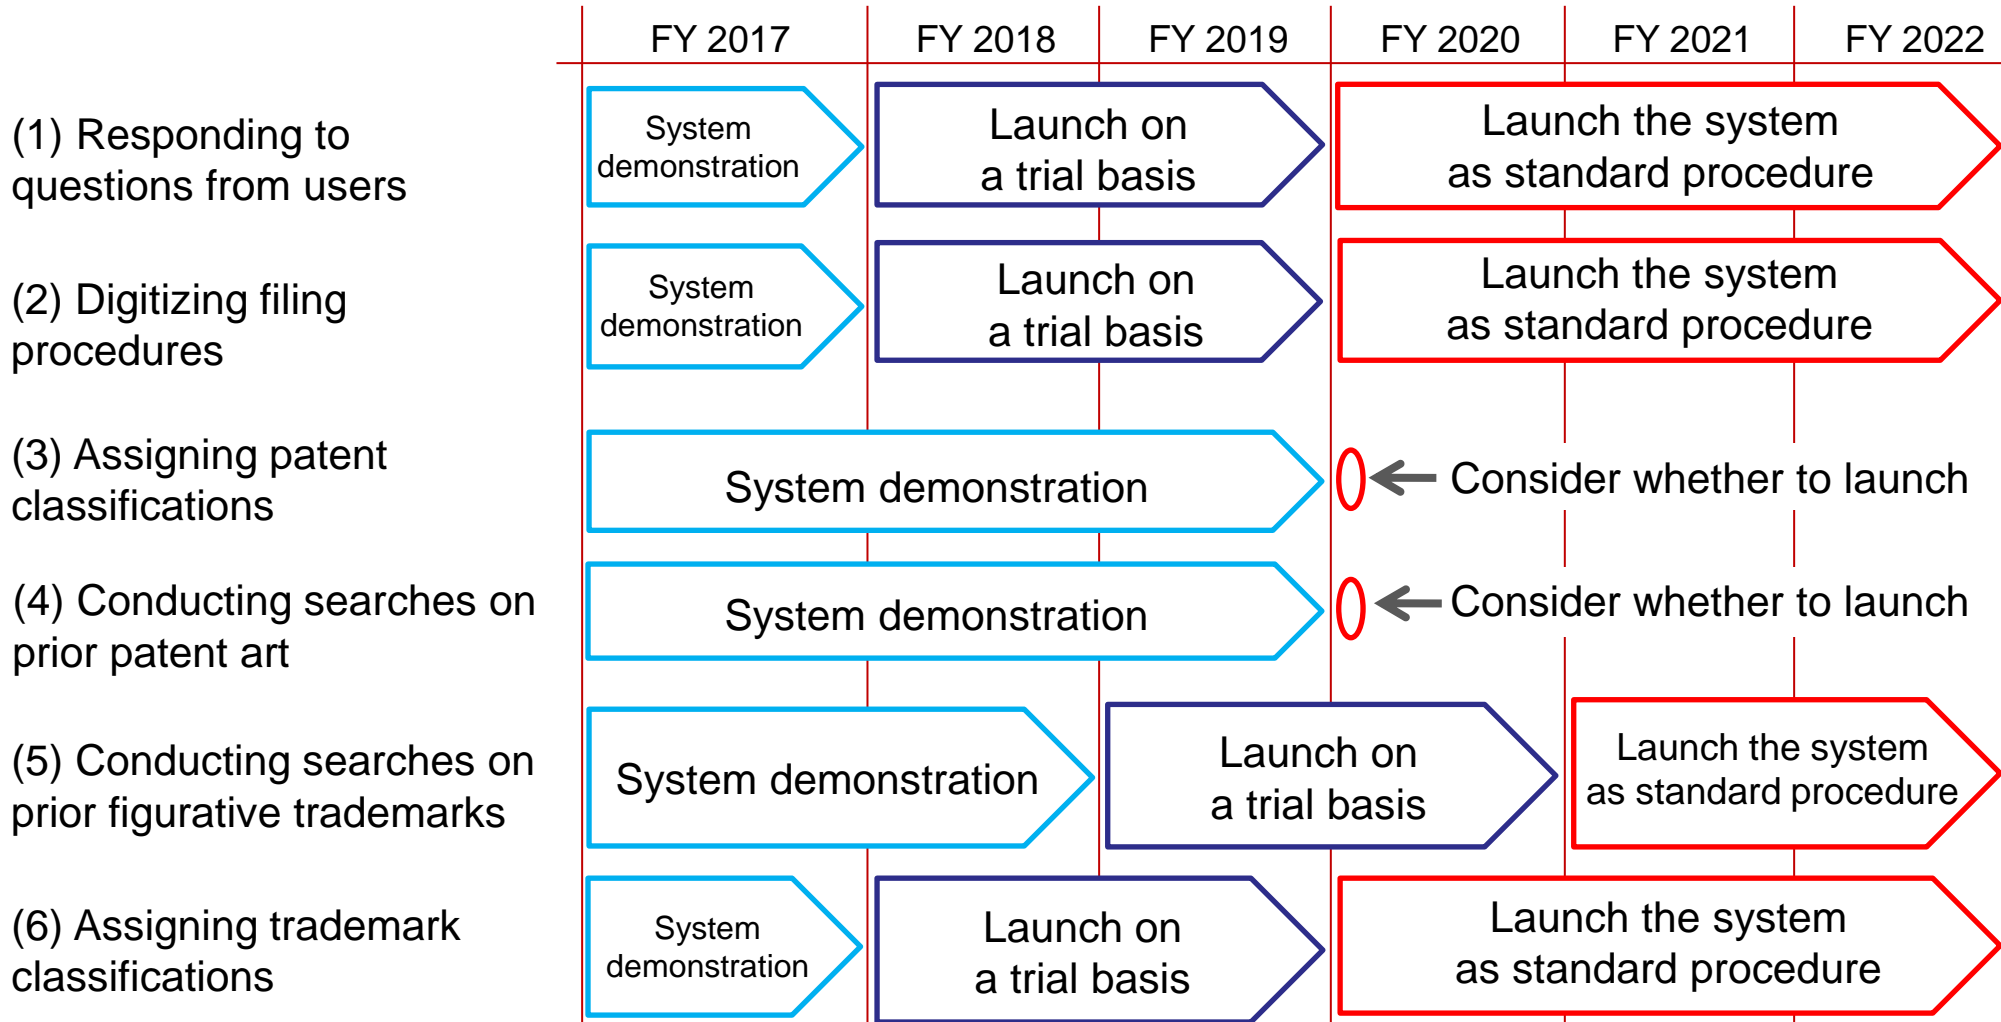 FY 2017 FY 2018 FY 2019 FY 2020 FY 2021 FY 2022
(1) Responding to
questions from users
System
demonstration
Launch on
a trial basis
Launch the system
as standard procedure
(2) Digitizing filing
procedures
System
demonstration
Launch on
a trial basis
Launch the system
as standard procedure
(3) Assigning patent
classifications
System demonstration
Consider whether to launch
(4) Conducting searches on
prior patent art
System demonstration
Consider whether to launch
(5) Conducting searches on
prior figurative trademarks
System demonstration
Launch on
a trial basis
Launch the system
as standard procedure
(6) Assigning trademark
classifications
System
demonstration
Launch on
a trial basis
Launch the system
as standard procedure